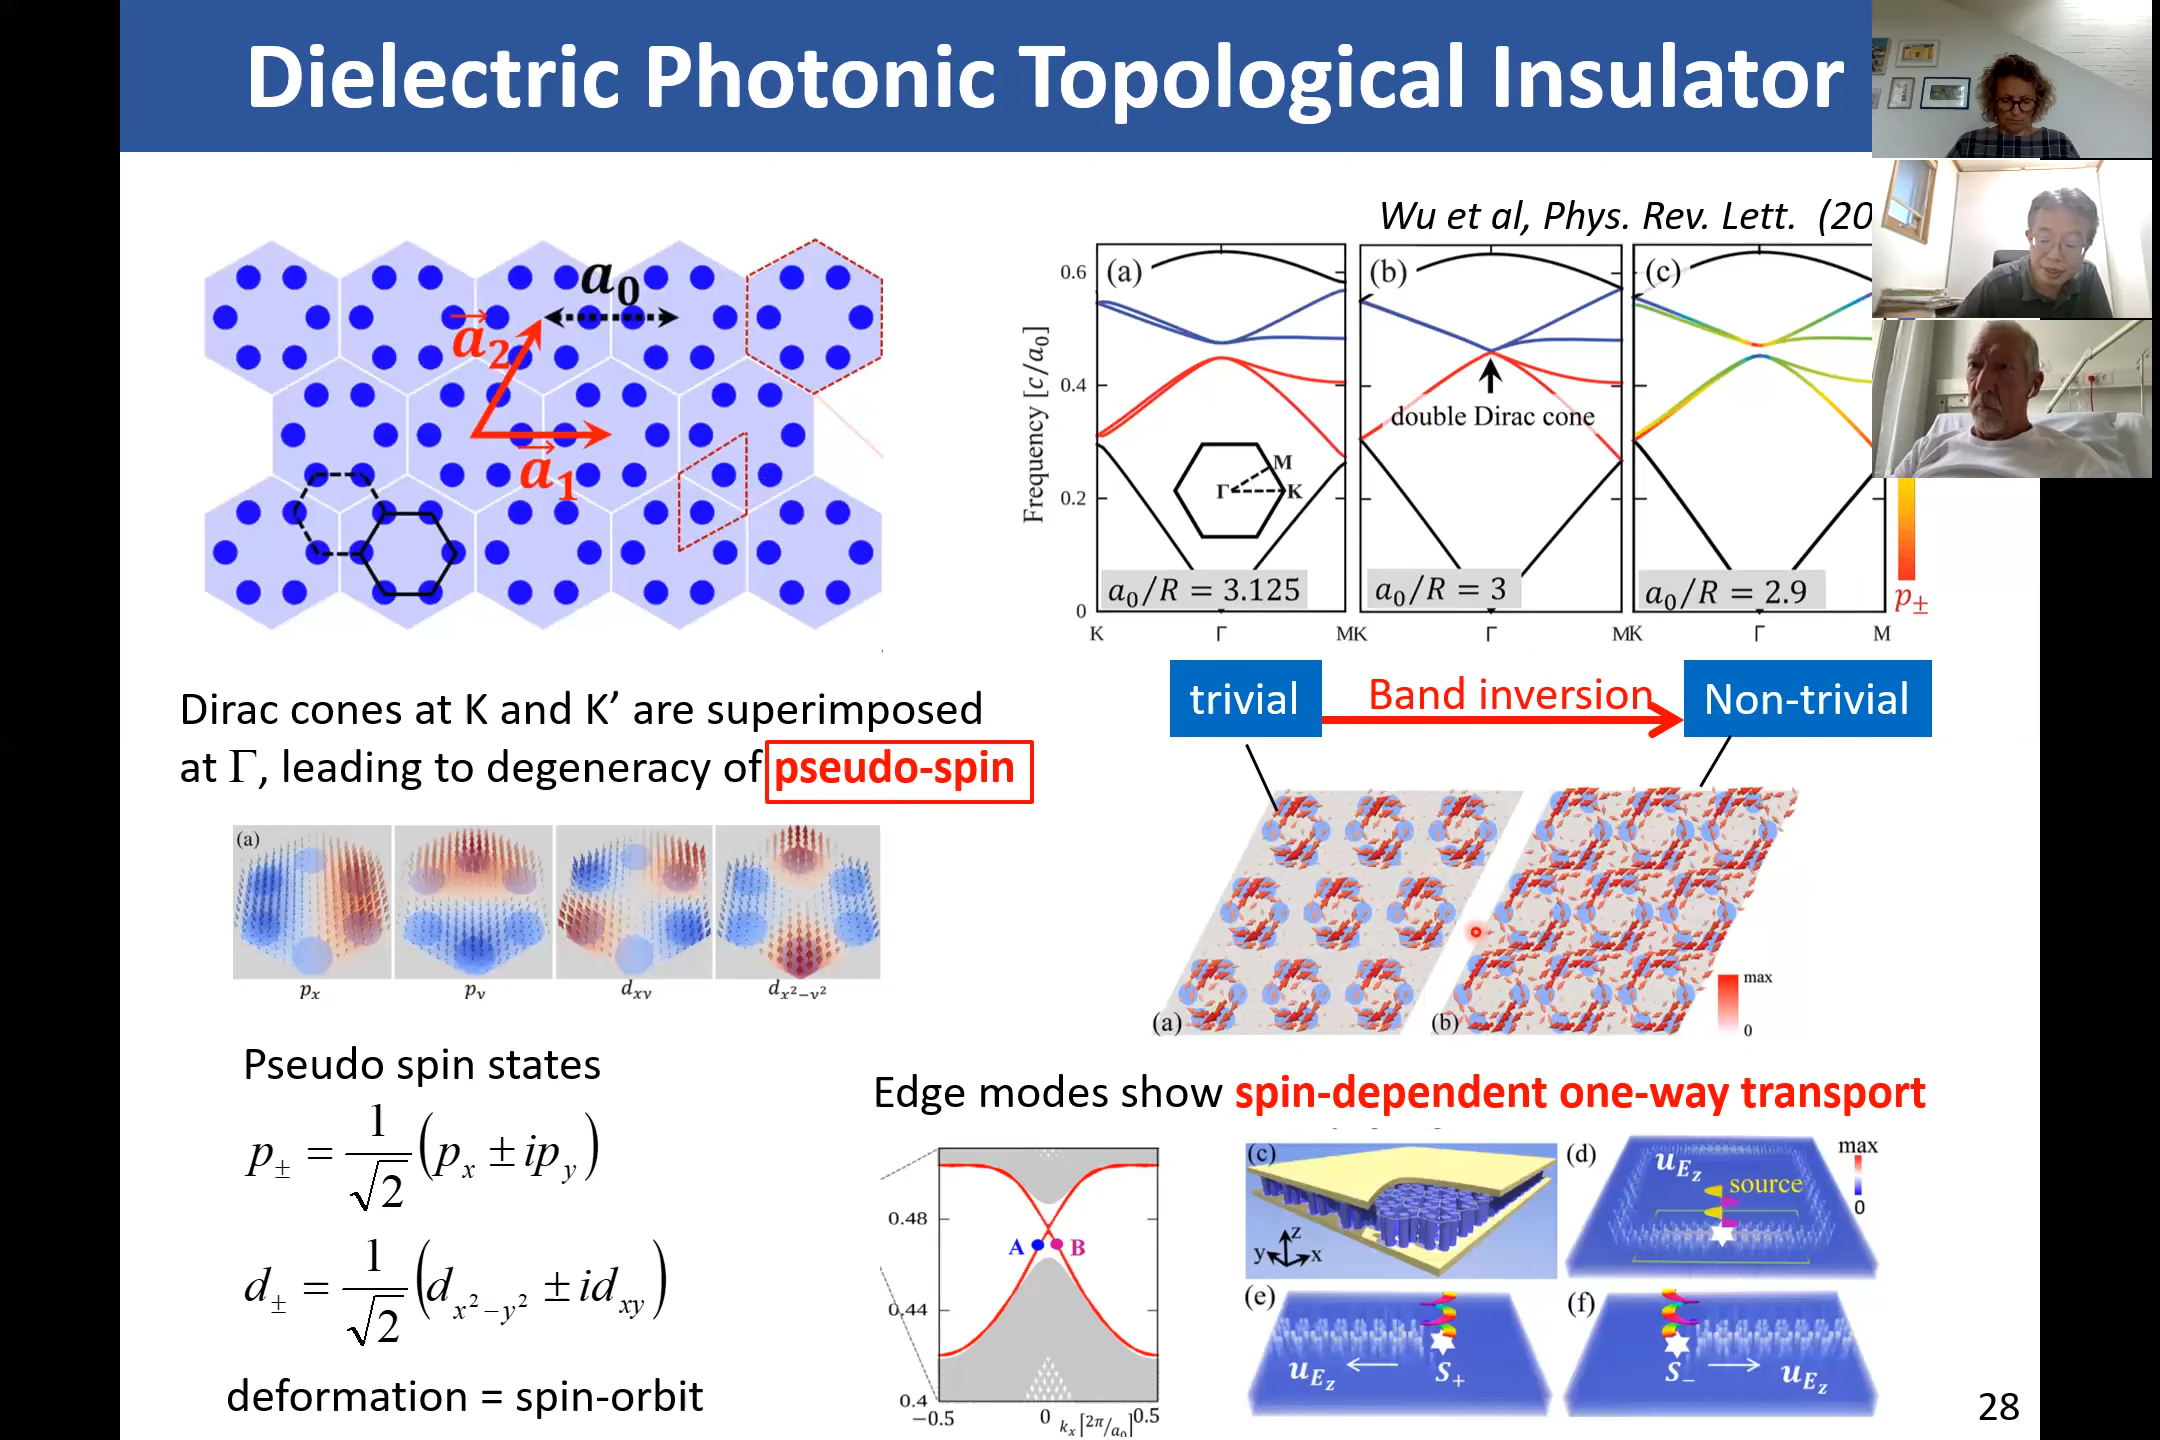 Dielectric Photonic Topological Insulator
Wu et al, Phys. Rev. Lett. (20
a₀
a₂
a₁
(a)
(b)
(c)
Frequency [c/a₀]
0.6
0.4
0.2
0
double Dirac cone
M
Γ
K
a₀/R = 3.125
a₀/R = 3
a₀/R = 2.9
p±
K Γ M
K Γ M
K Γ M
Dirac cones at K and K’ are superimposed
at Γ, leading to degeneracy of pseudo-spin
trivial
Band inversion
Non-trivial
(a)
pₓ
p_y
d_xy
d_x²−y²
(a)
(b)
max
0
Pseudo spin states
p± = 1/√2 (pₓ ± ip_y)
d± = 1/√2 (d_x²−y² ± id_xy)
deformation = spin-orbit
Edge modes show spin-dependent one-way transport
0.48
0.44
0.4
A
B
−0.5
0
kₓ[2π/a₀]
0.5
(c)
z
y
x
(d)
u_Ez
source
max
0
(e)
u_Ez
S₊
(f)
S₋
u_Ez
28